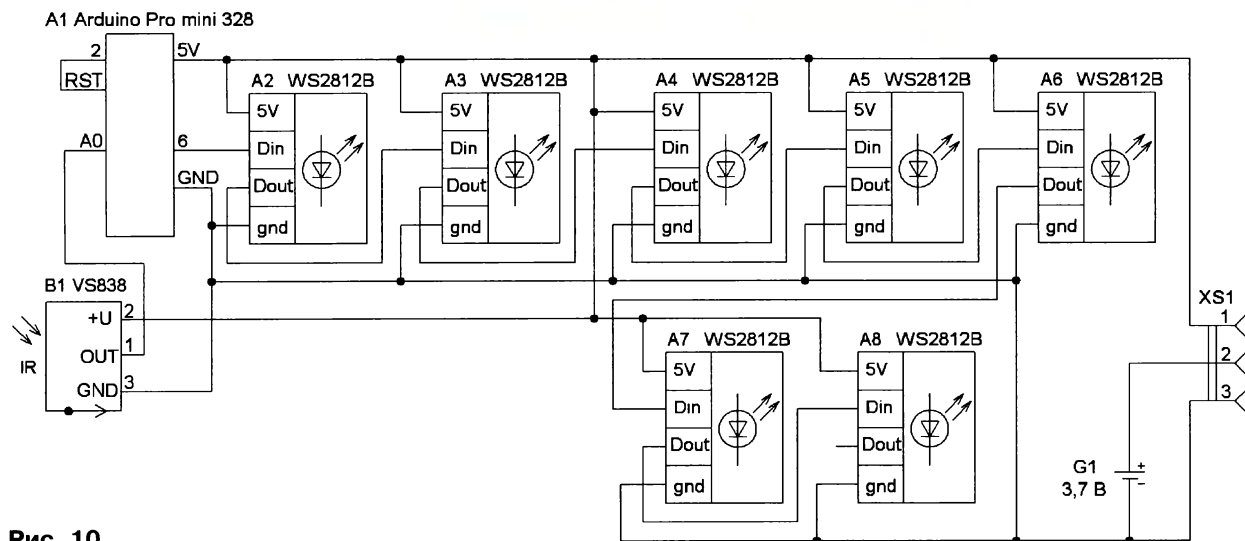 A1 Arduino Pro mini 328
2
5V
RST
A0
6
GND
A2 WS2812B
5V
Din
Dout
gnd
A3 WS2812B
5V
Din
Dout
gnd
A4 WS2812B
5V
Din
Dout
gnd
A5 WS2812B
5V
Din
Dout
gnd
A6 WS2812B
5V
Din
Dout
gnd
B1 VS838
+U 2
OUT 1
GND 3
IR
A7 WS2812B
5V
Din
Dout
gnd
A8 WS2812B
5V
Din
Dout
gnd
XS1
1
2
3
G1
3,7 В
+
−
Рис. 10